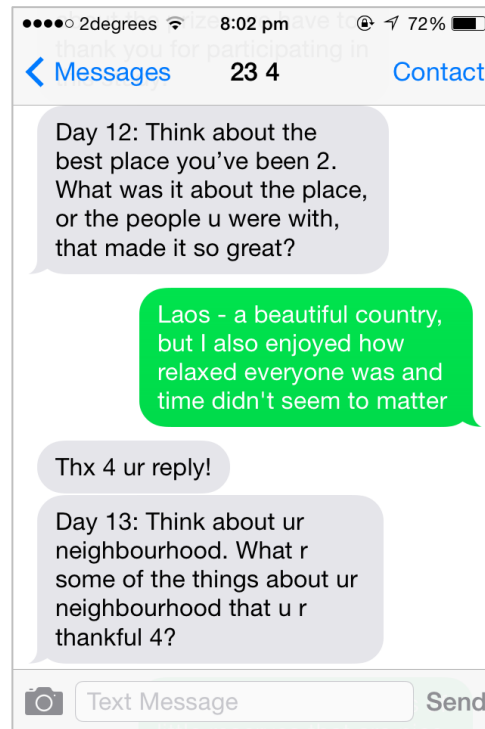 2degrees 8:02 pm 72%
thank you for participating in
Messages 23 4 Contact
Day 12: Think about the
best place you've been 2.
What was it about the place,
or the people u were with,
that made it so great?
Laos - a beautiful country,
but I also enjoyed how
relaxed everyone was and
time didn't seem to matter
Thx 4 ur reply!
Day 13: Think about ur
neighbourhood. What r
some of the things about ur
neighbourhood that u r
thankful 4?
Text Message Send